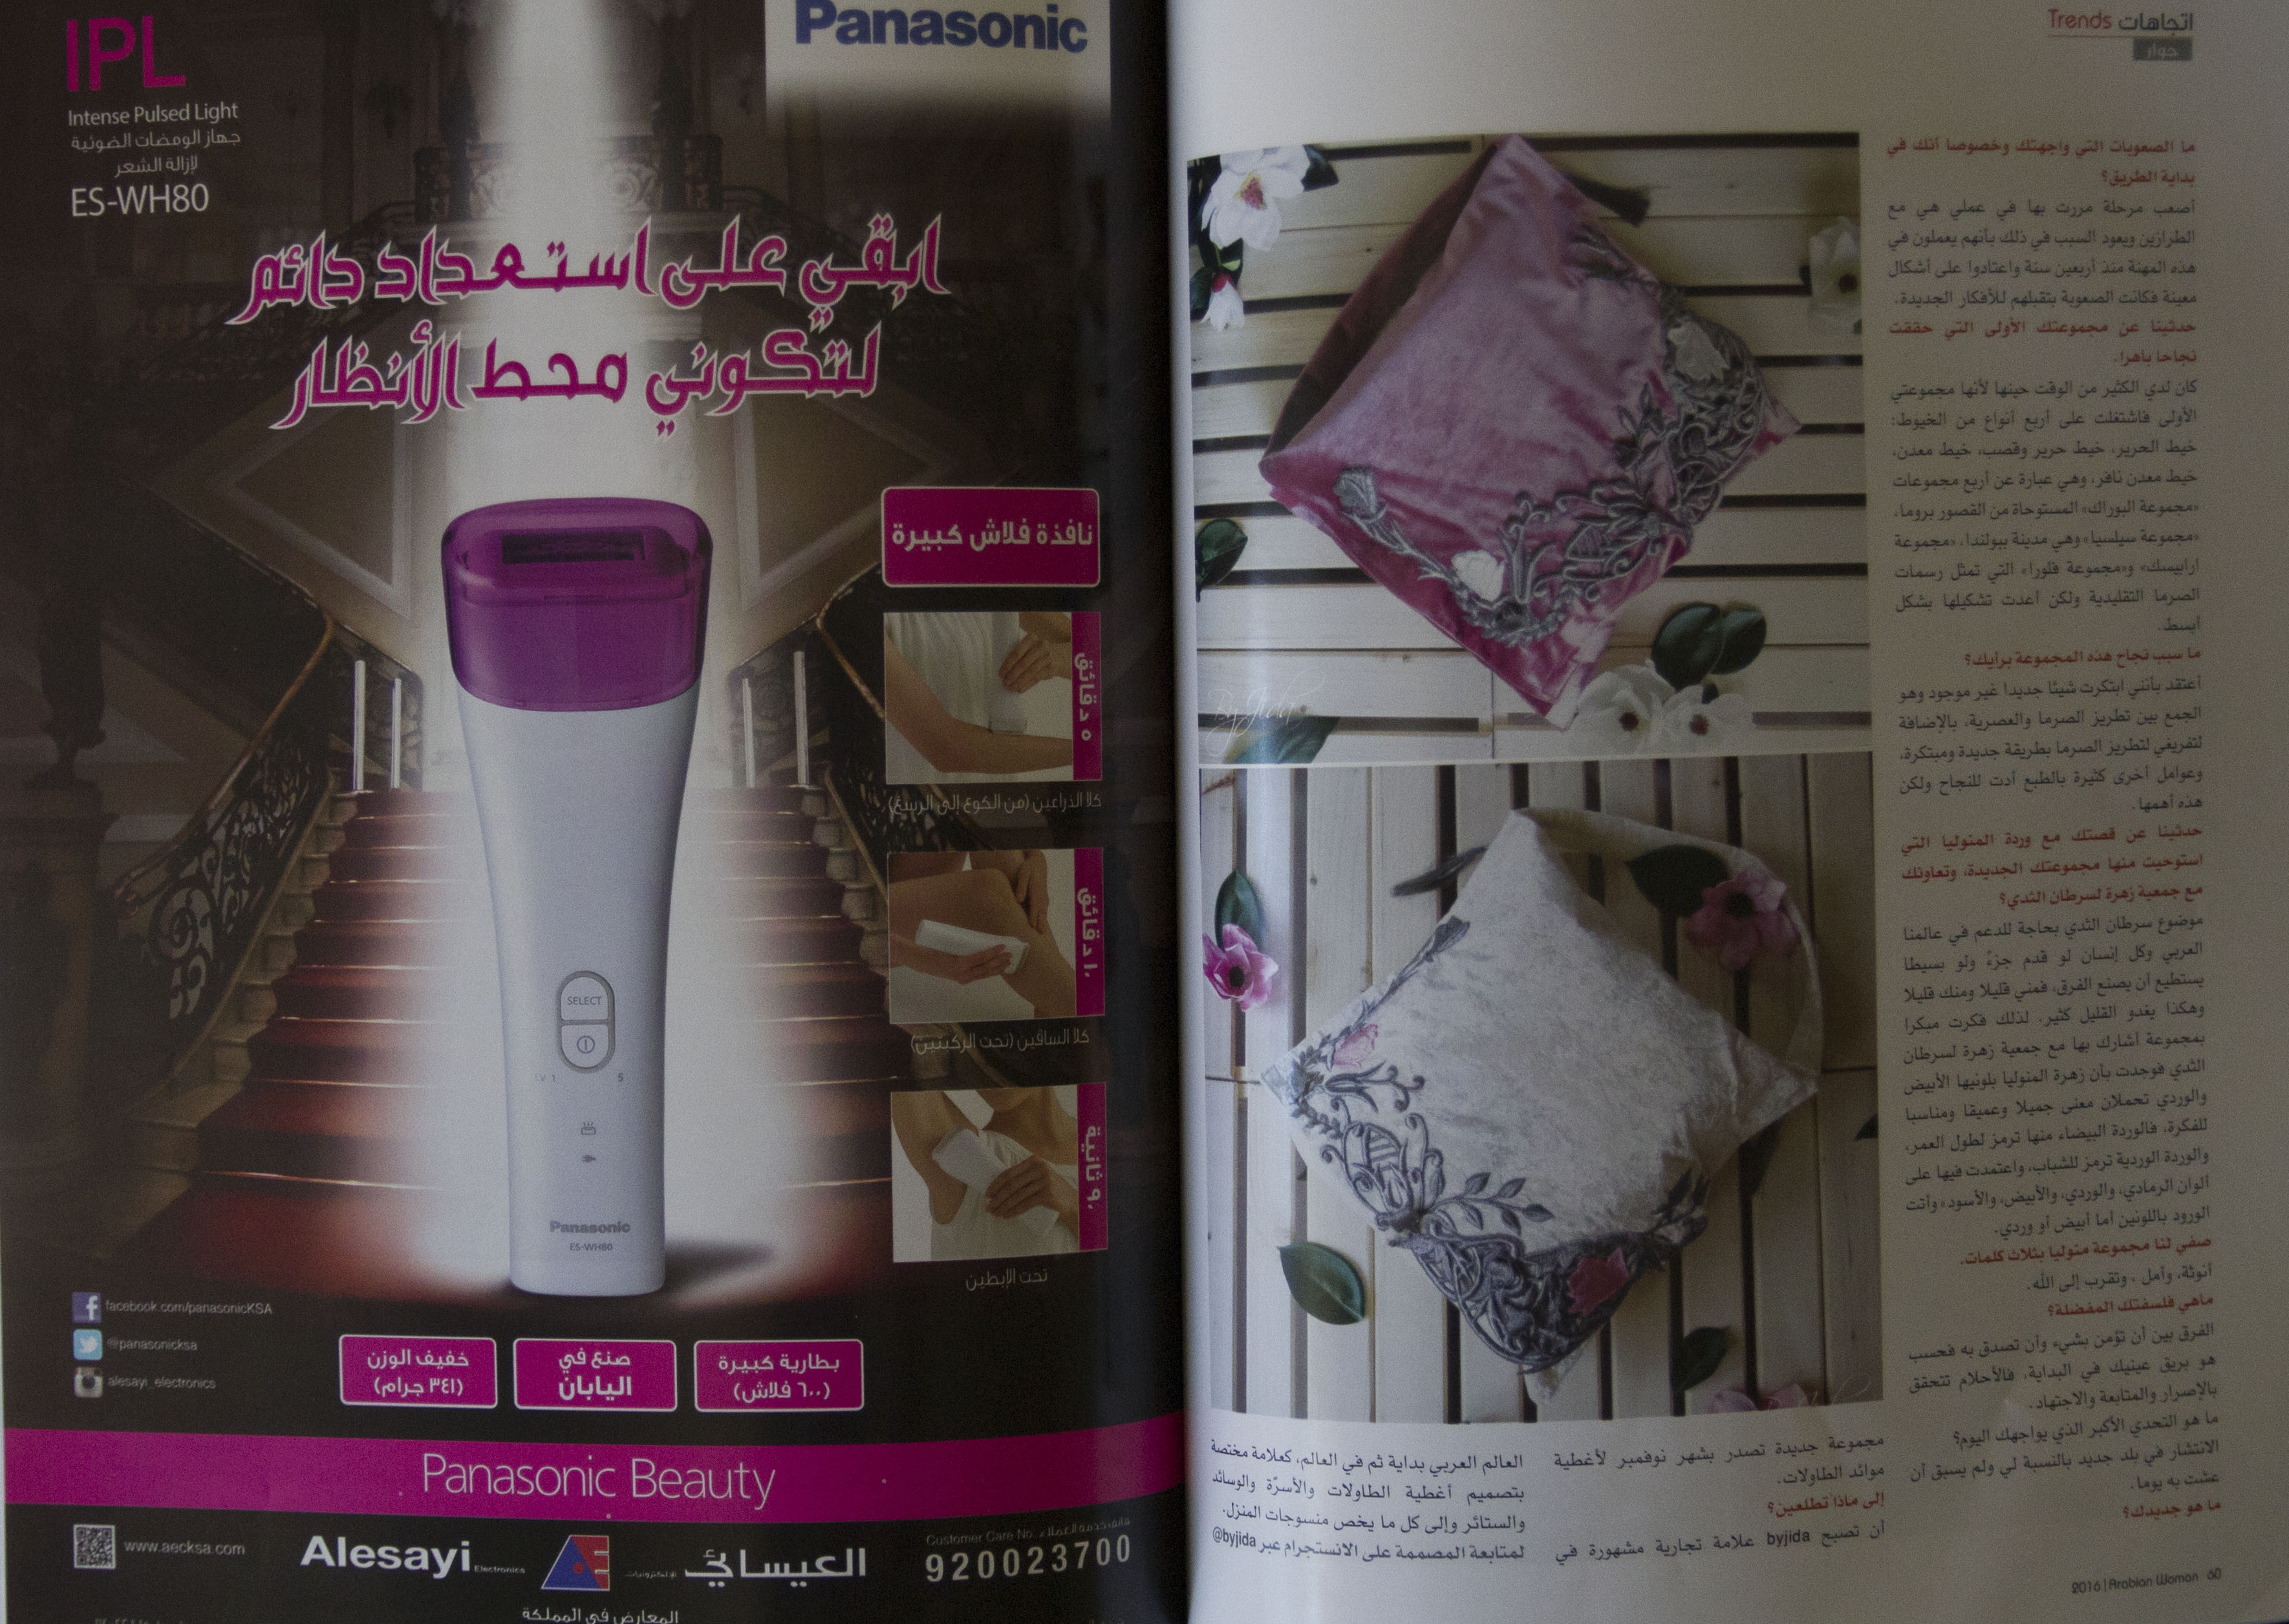 IPL
Intense Pulsed Light
جهاز الومضات الضوئية
لإزالة الشعر
ES-WH80
Panasonic
ابقي على استعداد دائم
لتكوني محط الأنظار
نافذة فلاش كبيرة
٥ دقائق
كلا الذراعين (من الكوع إلى الرسغ)
١٠ دقائق
كلا الساقين (تحت الركبتين)
٩٠ ثانية
تحت الإبطين
SELECT
1 5
Panasonic
ES-WH80
facebook.com/panasonicKSA
@panasonicksa
alesayi_electronics
بطارية كبيرة
(٦٠٠ فلاش)
صنع في
اليابان
خفيف الوزن
(٣٤١ جرام)
Panasonic Beauty
www.aecksa.com
Alesayi Electronics
العيسائي للإلكترونيات
Customer Care No. هاتف خدمة العملاء
920023700
المعارض في المملكة
اتجاهات Trends
حوار
ما الصعوبات التي واجهتك وخصوصا أنك في
بداية الطريق؟
أصعب مرحلة مررت بها في عملي هي مع
الطرازين ويعود السبب في ذلك بأنهم يعملون في
هذه المهنة منذ أربعين سنة واعتادوا على أشكال
معينة فكانت الصعوبة بتقبلهم للأفكار الجديدة.
حدثينا عن مجموعتك الأولى التي حققت
نجاحا باهرا.
كان لدي الكثير من الوقت حينها لأنها مجموعتي
الأولى فاشتغلت على أربع أنواع من الخيوط:
خيط الحرير، خيط حرير وقصب، خيط معدن،
خيط معدن نافر، وهي عبارة عن أربع مجموعات
«مجموعة البوراك» المستوحاة من القصور بروما،
«مجموعة سيلسيا» وهي مدينة ببولندا، «مجموعة
ارابيسك» و«مجموعة فلورا» التي تمثل رسمات
الصرما التقليدية ولكن أعدت تشكيلها بشكل
أبسط.
ما سبب نجاح هذه المجموعة برأيك؟
أعتقد بأنني ابتكرت شيئا جديدا غير موجود وهو
الجمع بين تطريز الصرما والعصرية، بالإضافة
لتفريغي لتطريز الصرما بطريقة جديدة ومبتكرة،
وعوامل أخرى كثيرة بالطبع أدت للنجاح ولكن
هذه أهمها.
حدثينا عن قصتك مع وردة المنوليا التي
استوحيت منها مجموعتك الجديدة، وتعاونك
مع جمعية زهرة لسرطان الثدي؟
موضوع سرطان الثدي بحاجة للدعم في عالمنا
العربي وكل إنسان لو قدم جزءً ولو بسيطا
يستطيع أن يصنع الفرق، فمني قليلا ومنك قليلا
وهكذا يغدو القليل كثير. لذلك فكرت مبكرا
بمجموعة أشارك بها مع جمعية زهرة لسرطان
الثدي فوجدت بأن زهرة المنوليا بلونيها الأبيض
والوردي تحملان معنى جميلا وعميقا ومناسبا
للفكرة، فالوردة البيضاء منها ترمز لطول العمر،
والوردة الوردية ترمز للشباب، واعتمدت فيها على
ألوان الرمادي، والوردي، والأبيض، والأسود، وأتت
الورود باللونين أما أبيض أو وردي.
صفي لنا مجموعة منوليا بثلاث كلمات.
أنوثة، وأمل، وتقرب إلى الله.
ماهي فلسفتك المفضلة؟
الفرق بين أن تؤمن بشيء وأن تصدق به فحسب
هو بريق عينيك في البداية، فالأحلام تتحقق
بالإصرار والمتابعة والاجتهاد.
ما هو التحدي الأكبر الذي يواجهك اليوم؟
الانتشار في بلد جديد بالنسبة لي ولم يسبق أن
عشت به يوما.
ما هو جديدك؟
By Jida
مجموعة جديدة تصدر بشهر نوفمبر لأغطية
موائد الطاولات.
إلى ماذا تطلعين؟
أن تصبح byjida علامة تجارية مشهورة في
العالم العربي بداية ثم في العالم، كعلامة مختصة
بتصميم أغطية الطاولات والأسرّة والوسائد
والستائر وإلى كل ما يخص منسوجات المنزل.
لمتابعة المصممة على الانستجرام عبر @byjida
2016 | Arabian Woman 60